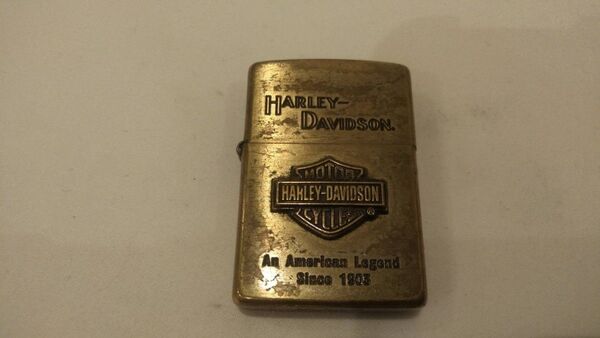 HARLEY-
DAVIDSON.
MOTOR
HARLEY-DAVIDSON
CYCLES ®
An American Legend
Since 1903